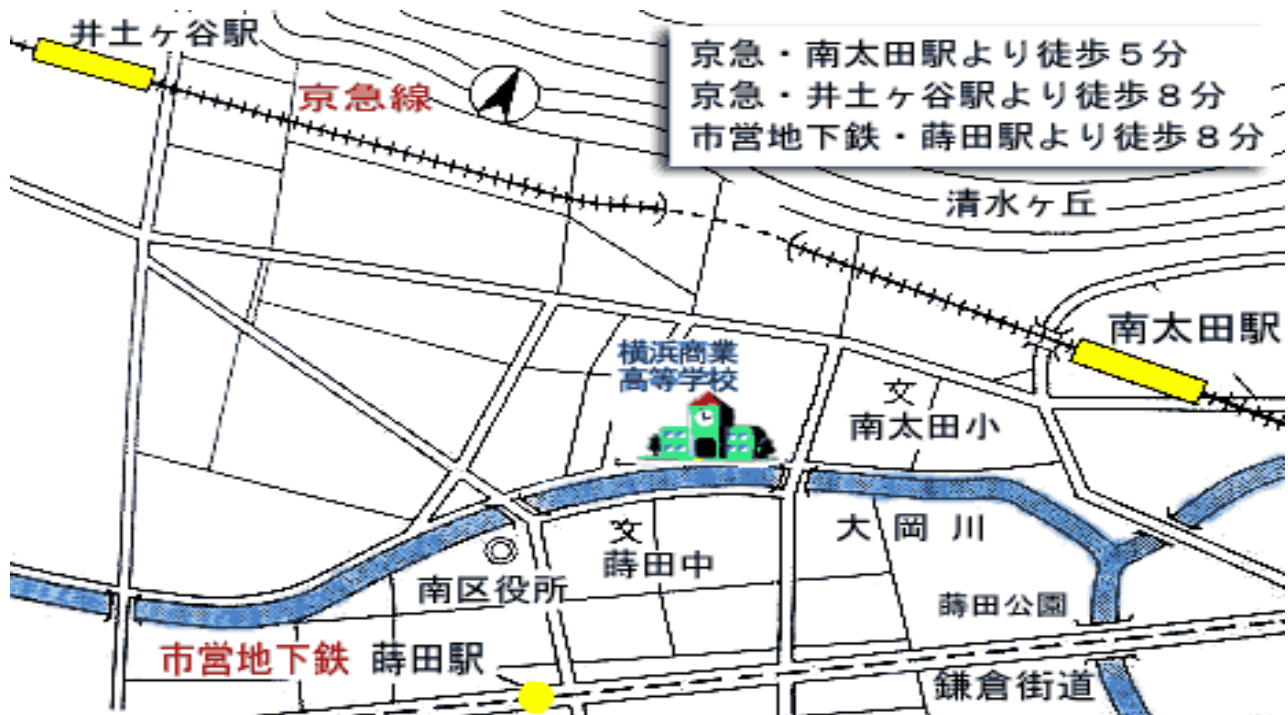 井土ヶ谷駅
京急線
京急・南太田駅より徒歩5分
京急・井土ヶ谷駅より徒歩8分
市営地下鉄・蒔田駅より徒歩8分
清水ヶ丘
南太田駅
横浜商業
高等学校
文
南太田小
大岡川
文
蒔田中
南区役所
蒔田公園
市営地下鉄 蒔田駅
鎌倉街道